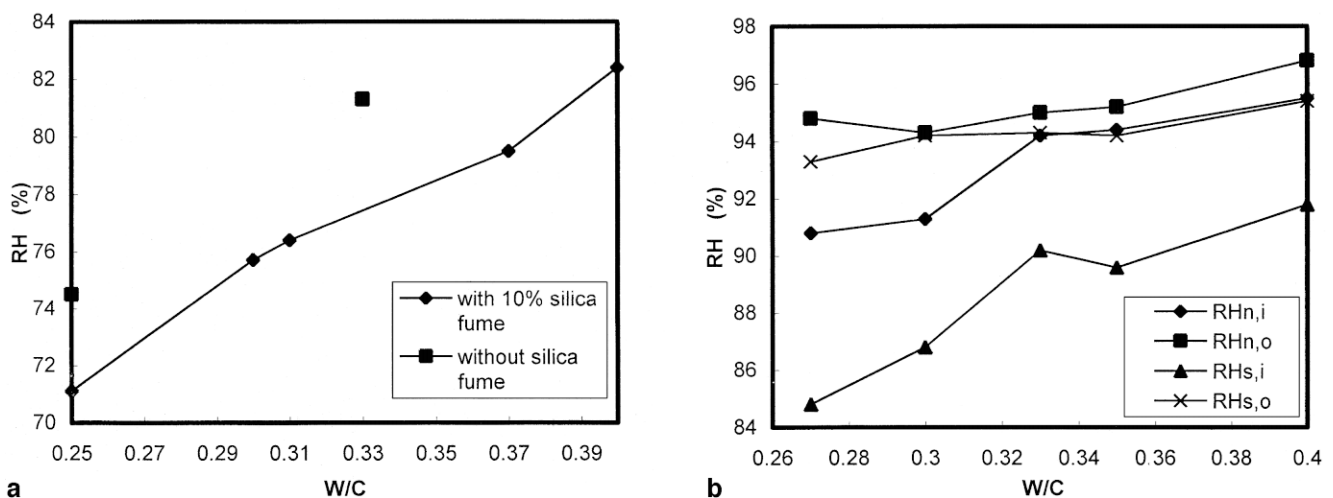 84
82
80
78
76
74
72
70
RH (%)
0.25 0.27 0.29 0.31 0.33 0.35 0.37 0.39
W/C
with 10% silica
fume
without silica
fume
a
98
96
94
92
90
88
86
84
RH (%)
0.26 0.28 0.3 0.32 0.34 0.36 0.38 0.4
W/C
RHn,i
RHn,o
RHs,i
RHs,o
b